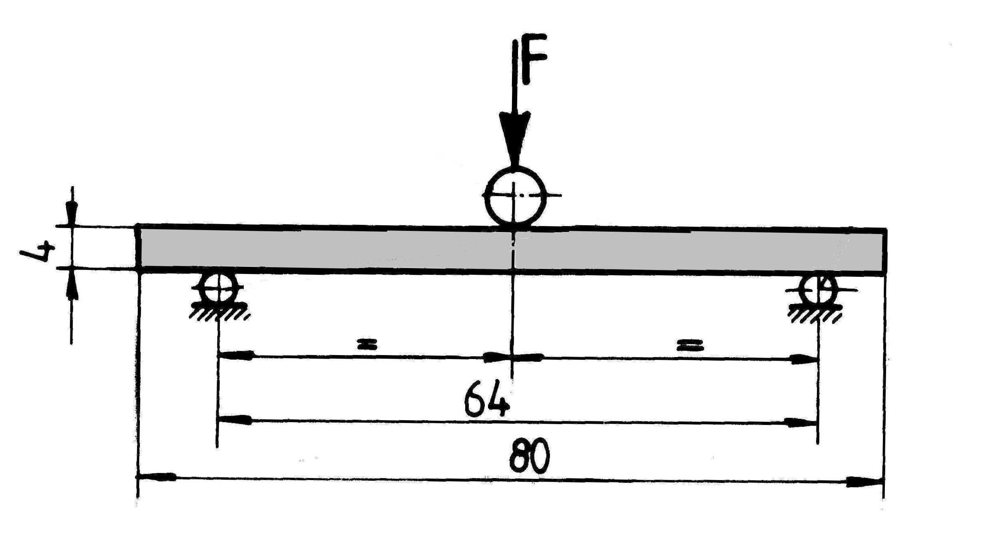 F
4
= =
64
80